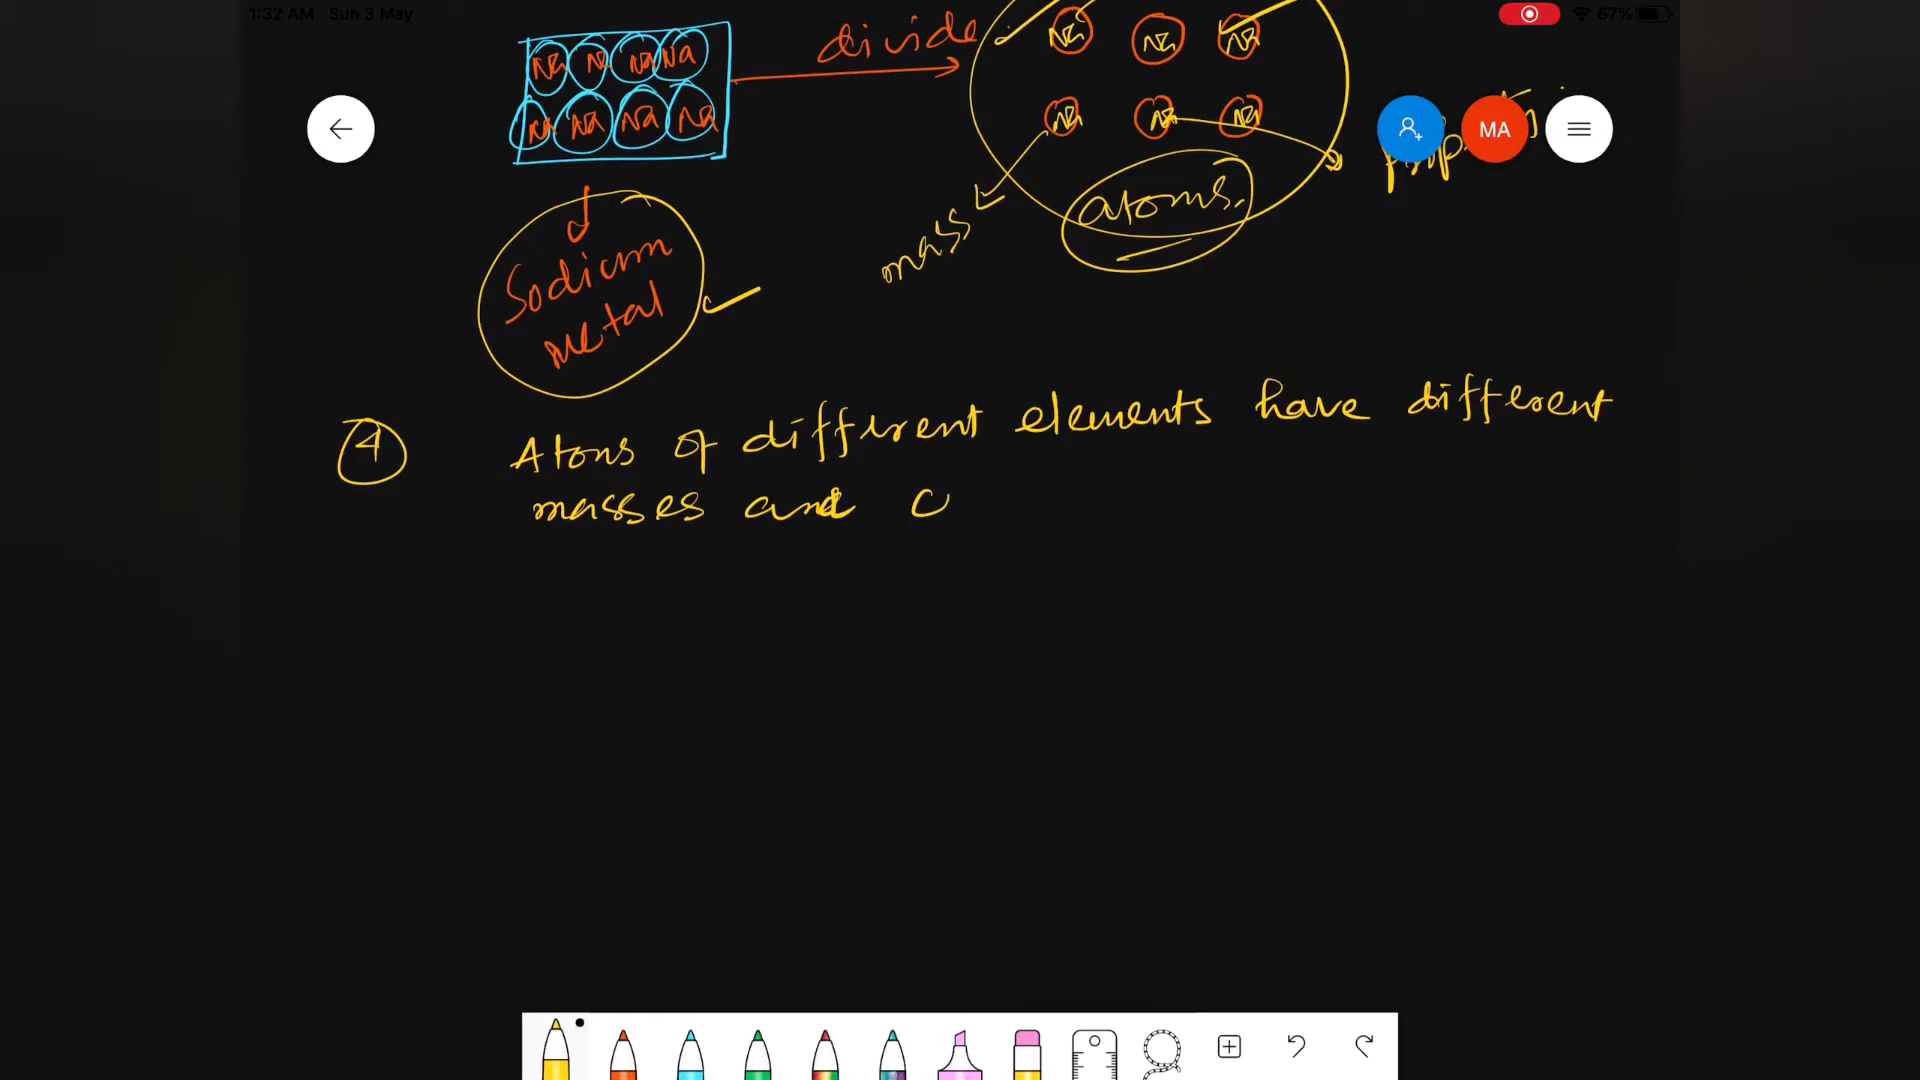 1:32 AM Sun 3 May
67%
Na Na Na Na
divide
Na Na Na
Na Na Na Na
Na Na Na
MA
atoms.
mass
Sodium
metal
4 Atons of different elements have different
masses and c